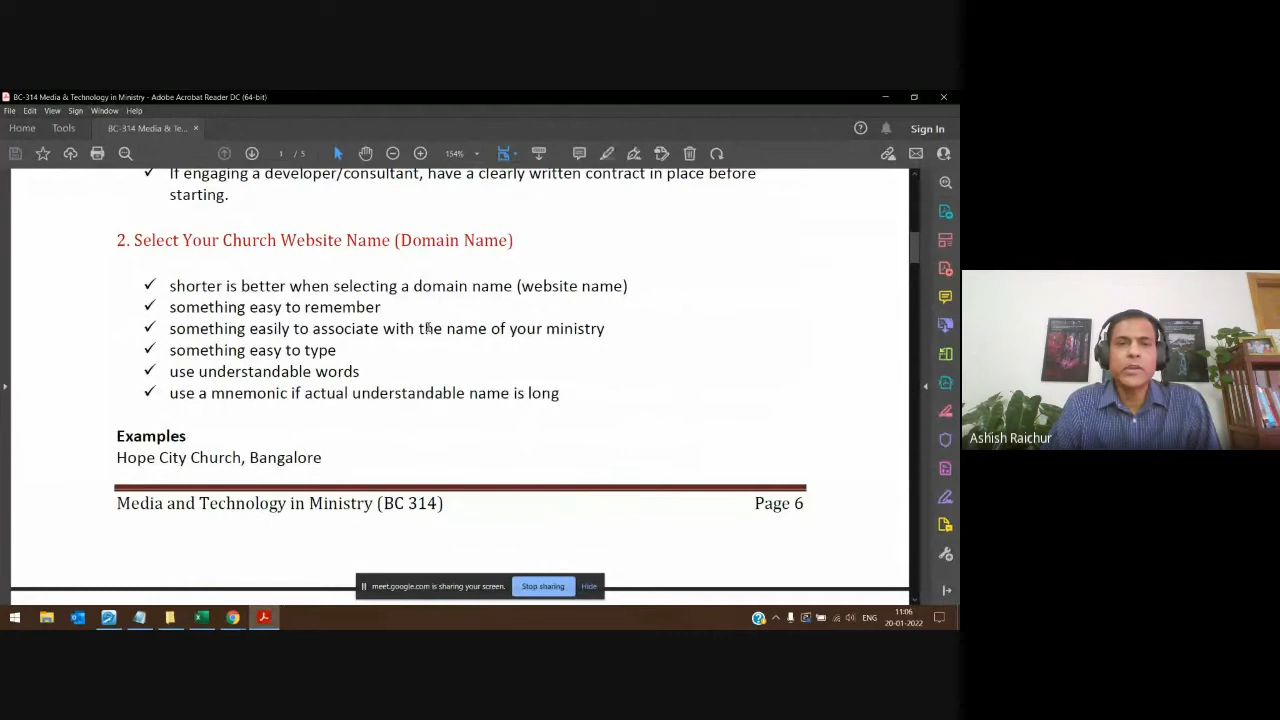 BC-314 Media & Technology in Ministry - Adobe Acrobat Reader DC (64-bit)
File Edit View Sign Window Help
Home Tools BC-314 Media & Te... × Sign In
1 / 5 154%
✓ If engaging a developer/consultant, have a clearly written contract in place before
starting.
2. Select Your Church Website Name (Domain Name)
✓ shorter is better when selecting a domain name (website name)
✓ something easy to remember
✓ something easily to associate with the name of your ministry
✓ something easy to type
✓ use understandable words
✓ use a mnemonic if actual understandable name is long
Examples
Hope City Church, Bangalore
Media and Technology in Ministry (BC 314) Page 6
meet.google.com is sharing your screen. Stop sharing Hide
ENG 11:06
20-01-2022
Ashish Raichur